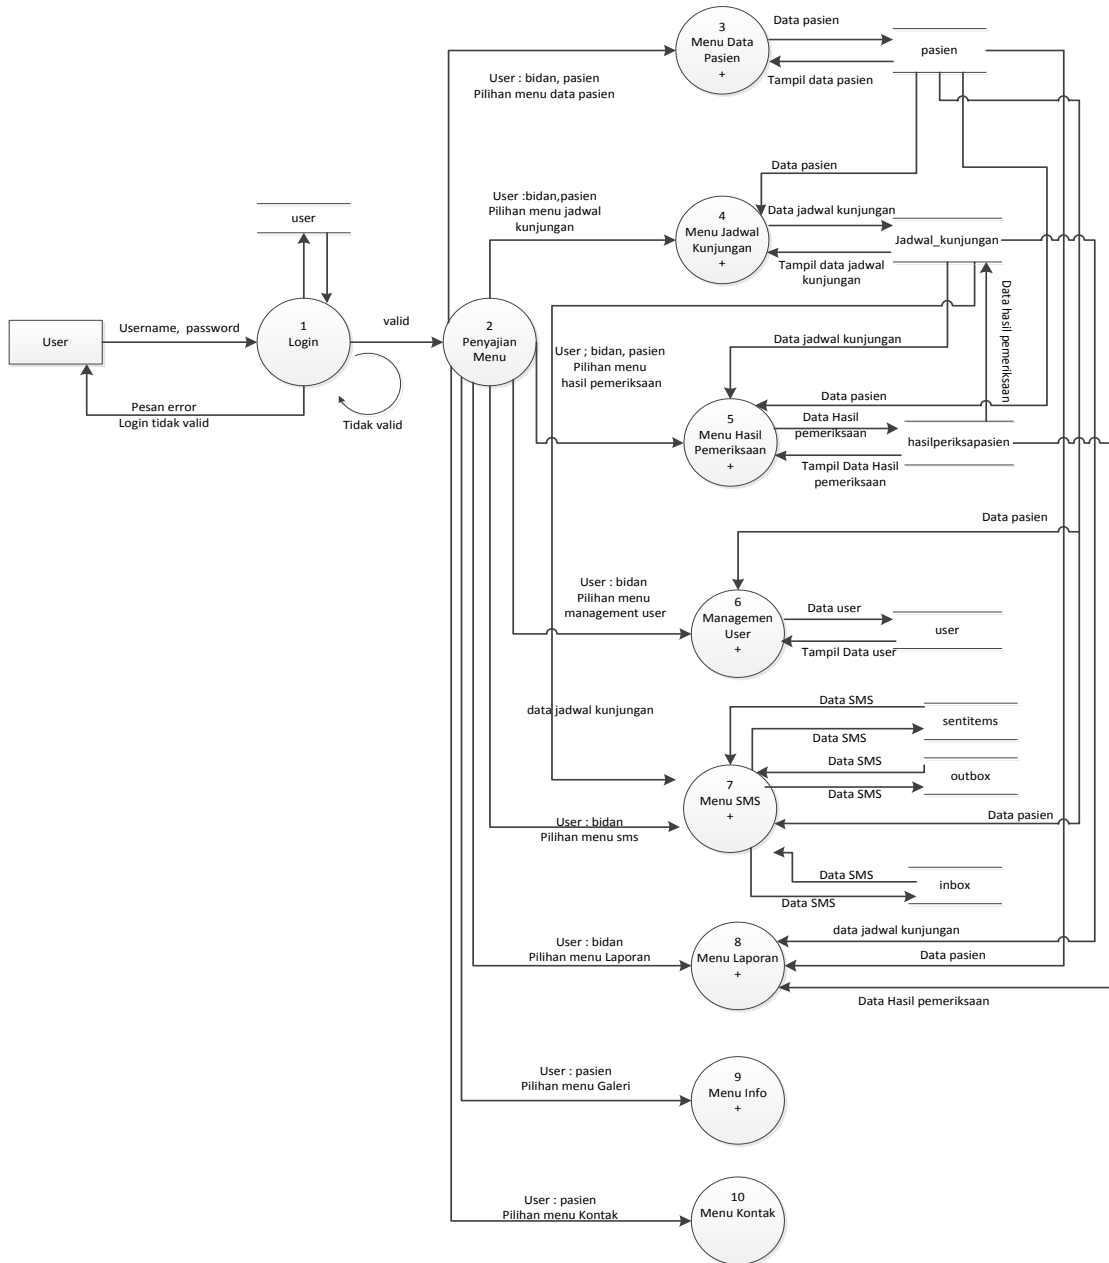 3
Menu Data
Pasien
+
Data pasien
pasien
Tampil data pasien
User : bidan, pasien
Pilihan menu data pasien
Data pasien
User :bidan,pasien
Pilihan menu jadwal
kunjungan
4
Menu Jadwal
Kunjungan
+
Data jadwal kunjungan
Jadwal_kunjungan
Tampil data jadwal
kunjungan
user
User
Username, password
1
Login
valid
2
Penyajian
Menu
Pesan error
Login tidak valid
Tidak valid
Data hasil pemeriksaan
Data jadwal kunjungan
User ; bidan, pasien
Pilihan menu
hasil pemeriksaan
Data pasien
5
Menu Hasil
Pemeriksaan
+
Data Hasil
pemeriksaan
hasilperiksapasien
Tampil Data Hasil
pemeriksaan
Data pasien
User : bidan
Pilihan menu
management user
6
Managemen
User
+
Data user
user
Tampil Data user
data jadwal kunjungan
Data SMS
sentitems
Data SMS
Data SMS
outbox
Data SMS
7
Menu SMS
+
Data pasien
User : bidan
Pilihan menu sms
Data SMS
inbox
Data SMS
data jadwal kunjungan
User : bidan
Pilihan menu Laporan
8
Menu Laporan
+
Data pasien
Data Hasil pemeriksaan
User : pasien
Pilihan menu Galeri
9
Menu Info
+
User : pasien
Pilihan menu Kontak
10
Menu Kontak